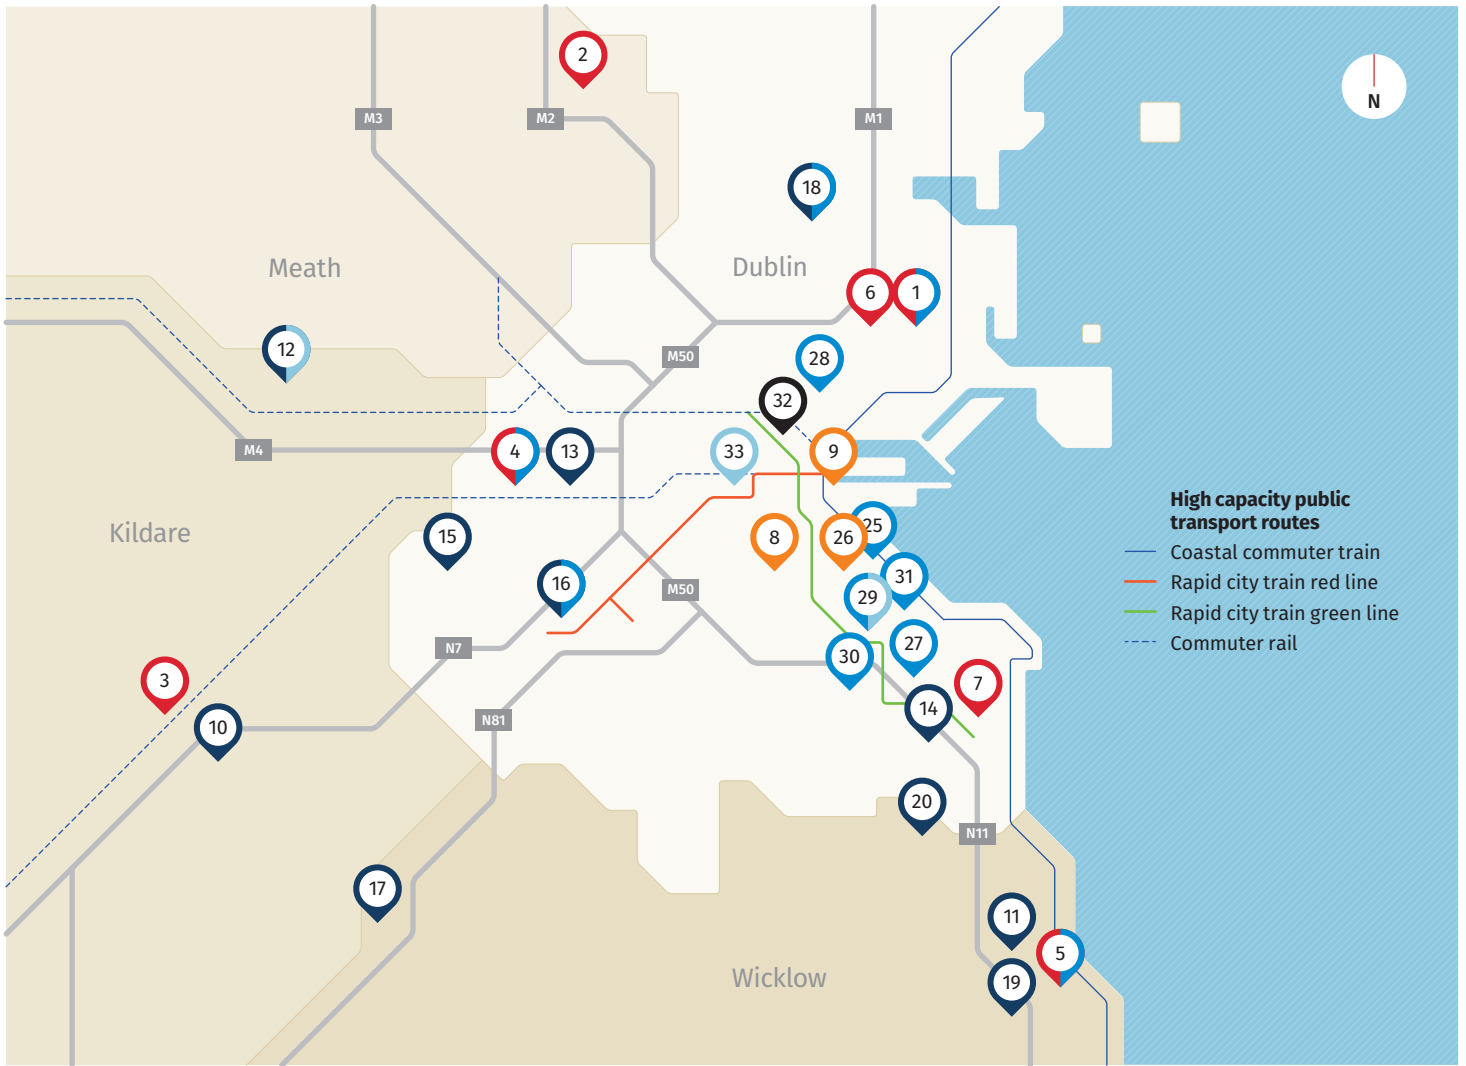 2
N
M3
M2
M1
18
Meath
Dublin
6
1
12
M50
28
32
M4
4
13
33
9
High capacity public
transport routes
Coastal commuter train
Rapid city train red line
Rapid city train green line
Commuter rail
Kildare
15
8
26
25
16
M50
29
31
N7
30
27
3
7
10
N81
14
20
N11
17
11
5
Wicklow
19